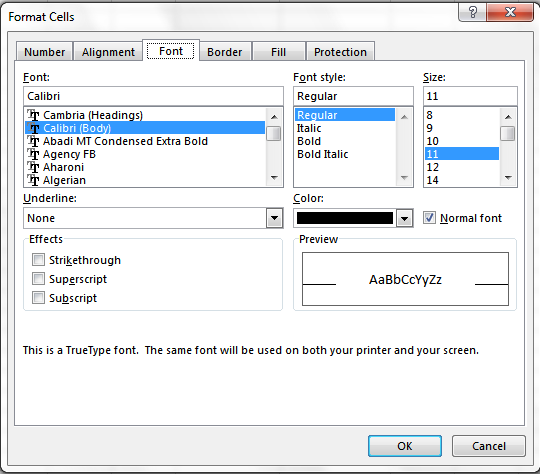 Format Cells
Number Alignment Font Border Fill Protection
Font: Font style: Size:
Calibri Regular 11
Cambria (Headings) Regular 8
Calibri (Body) Italic 9
Abadi MT Condensed Extra Bold Bold 10
Agency FB Bold Italic 11
Aharoni 12
Algerian 14
Underline: Color:
None Normal font
Effects Preview
Strikethrough
Superscript AaBbCcYyZz
Subscript
This is a TrueType font.  The same font will be used on both your printer and your screen.
OK Cancel